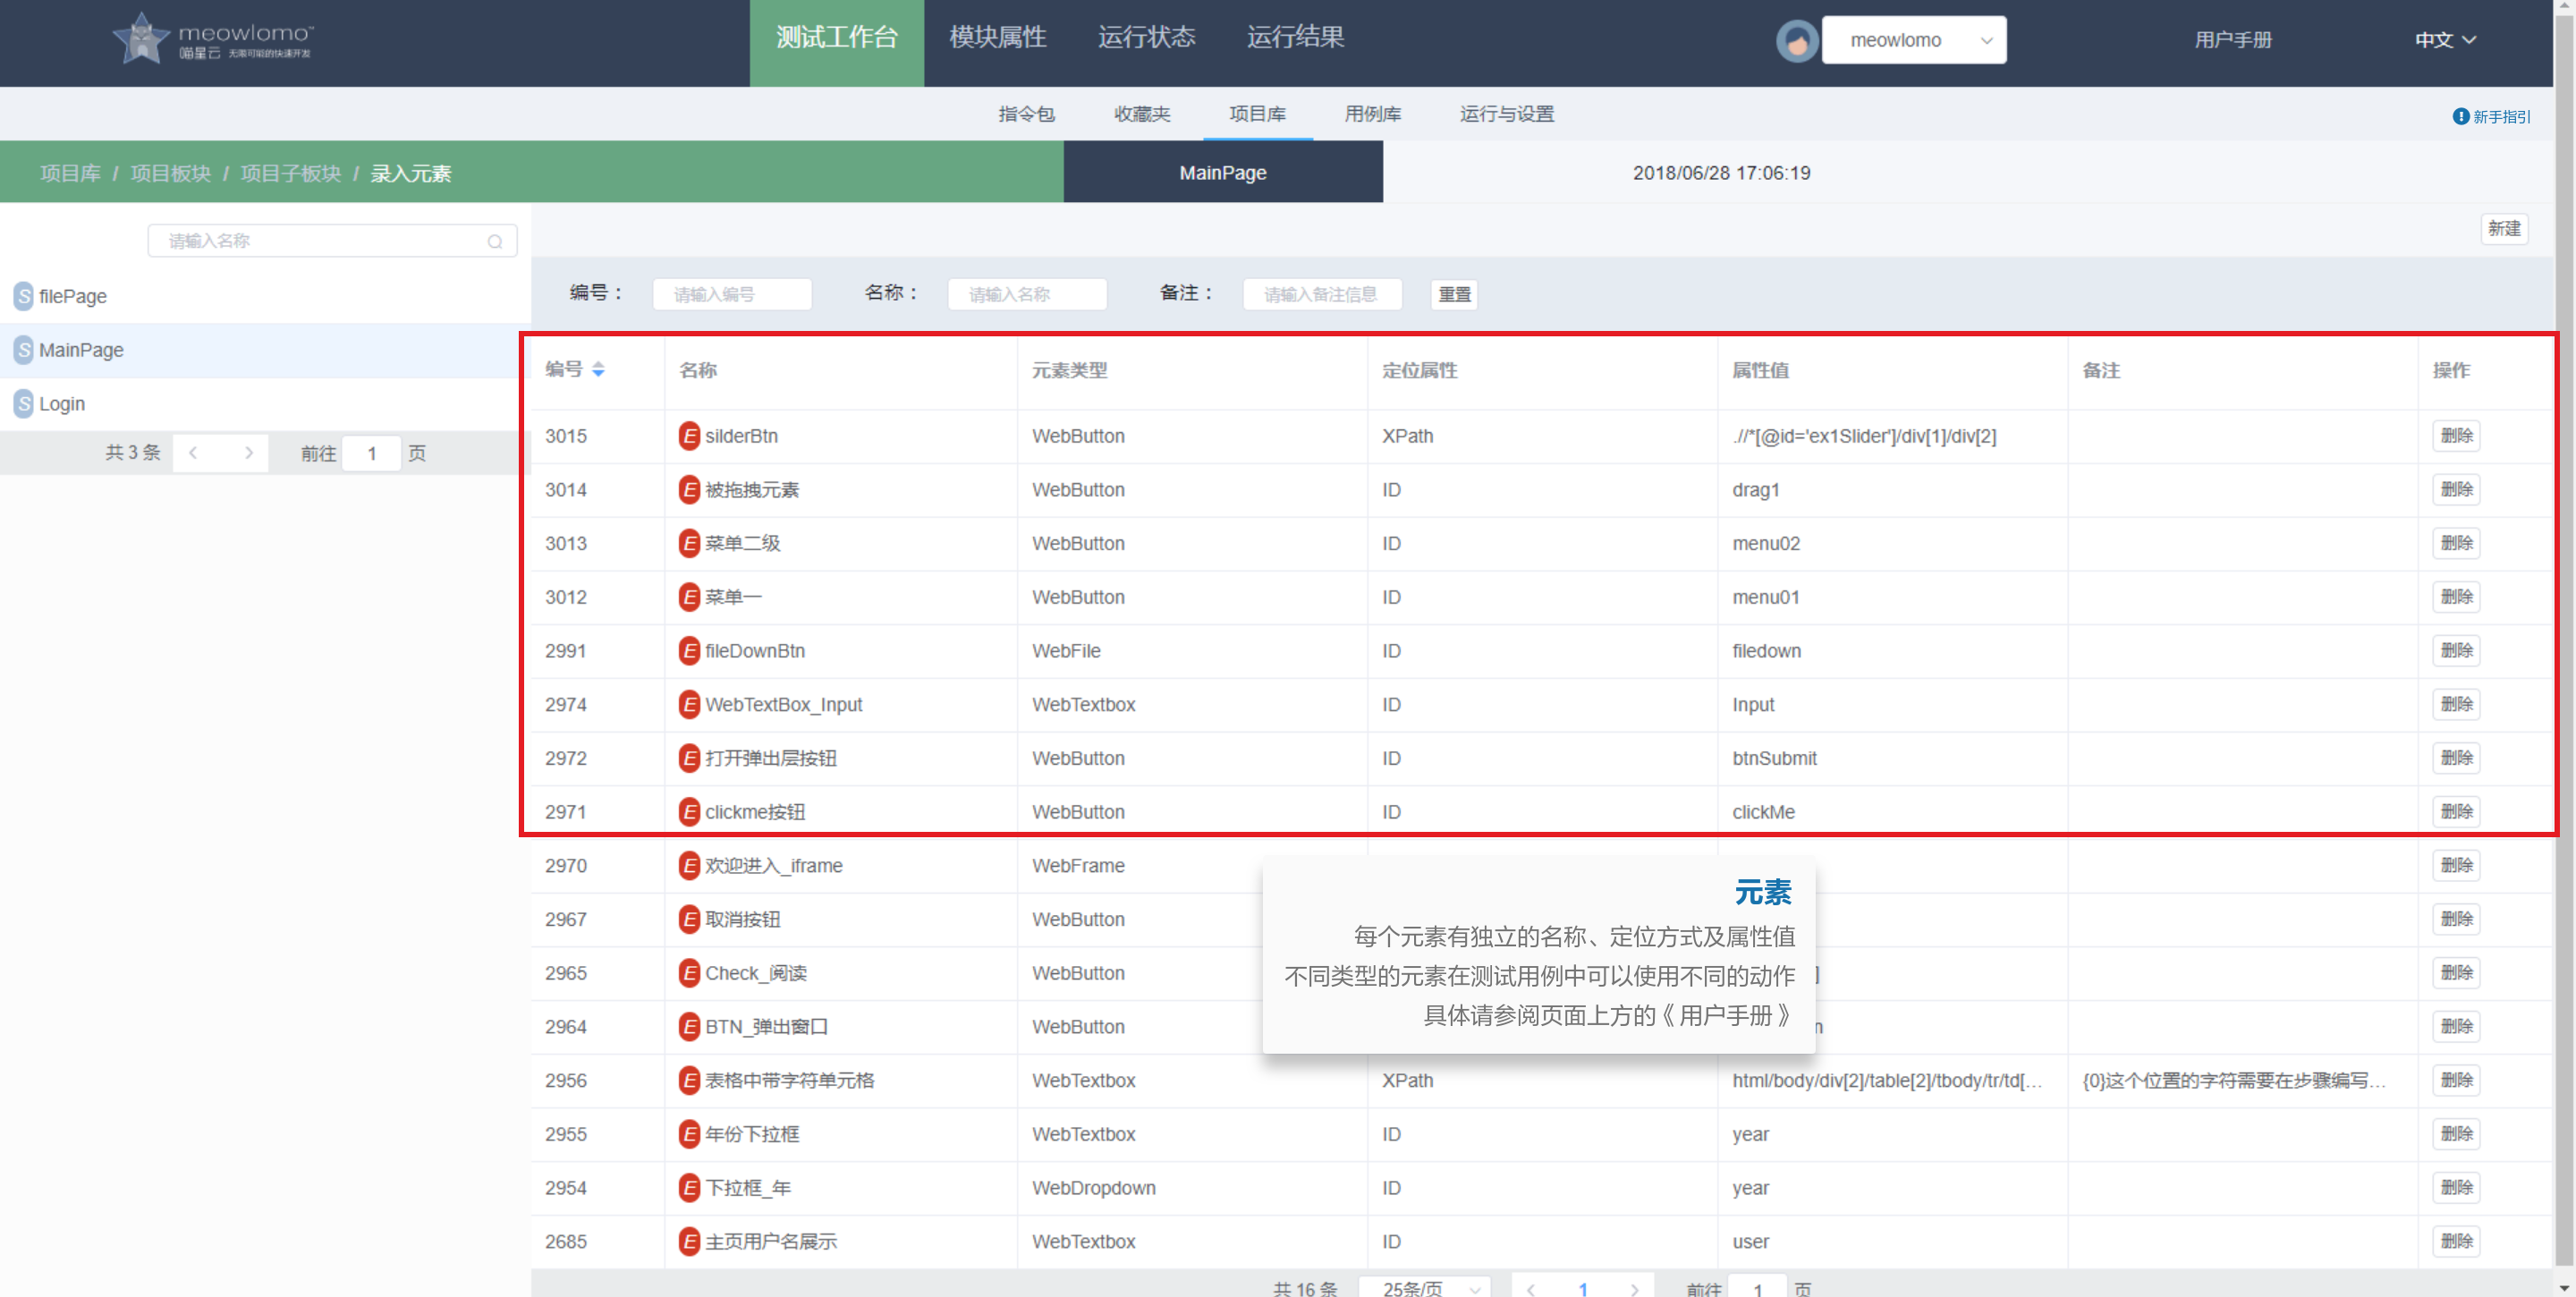 meowlomo™
喵星云 无限可能的快速开发
测试工作台 模块属性 运行状态 运行结果
meowlomo
用户手册
中文
指令包 收藏夹 项目库 用例库 运行与设置
新手指引
项目库 / 项目板块 / 项目子板块 / 录入元素
MainPage
2018/06/28 17:06:19
请输入名称
S filePage
S MainPage
S Login
共 3 条 前往 1 页
新建
编号： 请输入编号 名称： 请输入名称 备注： 请输入备注信息 重置
编号 名称 元素类型 定位属性 属性值 备注 操作
3015 E silderBtn WebButton XPath .//*[@id='ex1Slider']/div[1]/div[2] 删除
3014 E 被拖拽元素 WebButton ID drag1 删除
3013 E 菜单二级 WebButton ID menu02 删除
3012 E 菜单一 WebButton ID menu01 删除
2991 E fileDownBtn WebFile ID filedown 删除
2974 E WebTextBox_Input WebTextbox ID Input 删除
2972 E 打开弹出层按钮 WebButton ID btnSubmit 删除
2971 E clickme按钮 WebButton ID clickMe 删除
2970 E 欢迎进入_iframe WebFrame 删除
2967 E 取消按钮 WebButton 删除
2965 E Check_阅读 WebButton ] 删除
2964 E BTN_弹出窗口 WebButton n 删除
2956 E 表格中带字符单元格 WebTextbox XPath html/body/div[2]/table[2]/tbody/tr/td[... {0}这个位置的字符需要在步骤编写... 删除
2955 E 年份下拉框 WebTextbox ID year 删除
2954 E 下拉框_年 WebDropdown ID year 删除
2685 E 主页用户名展示 WebTextbox ID user 删除
元素
每个元素有独立的名称、定位方式及属性值
不同类型的元素在测试用例中可以使用不同的动作
具体请参阅页面上方的《用户手册》
共 16 条 25条/页 1 前往 1 页